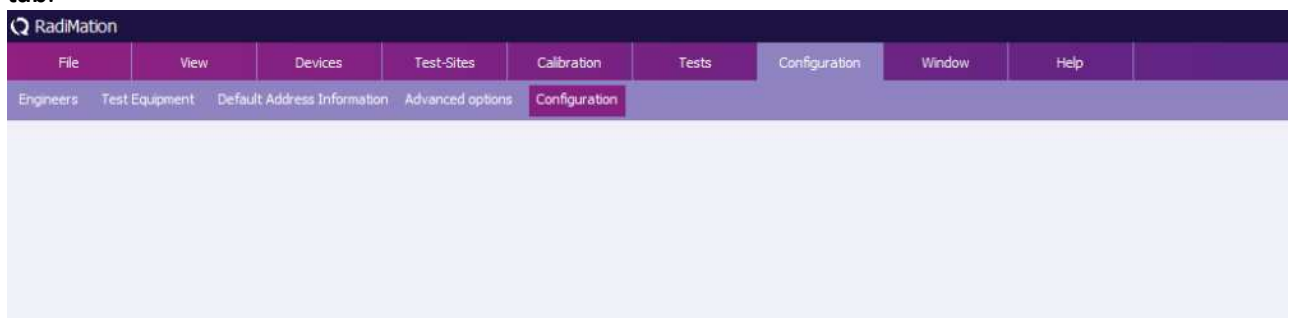 tab.
RadiMation
File View Devices Test-Sites Calibration Tests Configuration Window Help
Engineers Test Equipment Default Address Information Advanced options Configuration